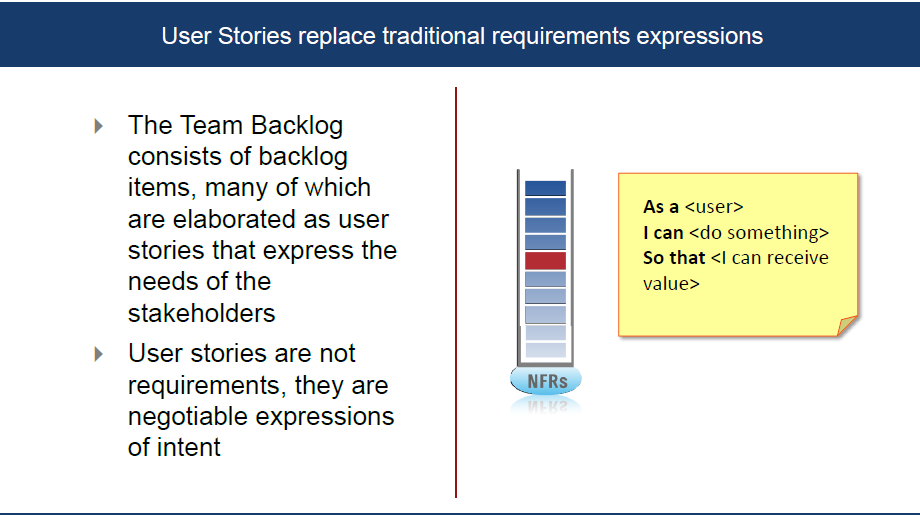 User Stories replace traditional requirements expressions
The Team Backlog
consists of backlog
items, many of which
are elaborated as user
stories that express the
needs of the
stakeholders
User stories are not
requirements, they are
negotiable expressions
of intent
NFRs
As a <user>
I can <do something>
So that <I can receive
value>